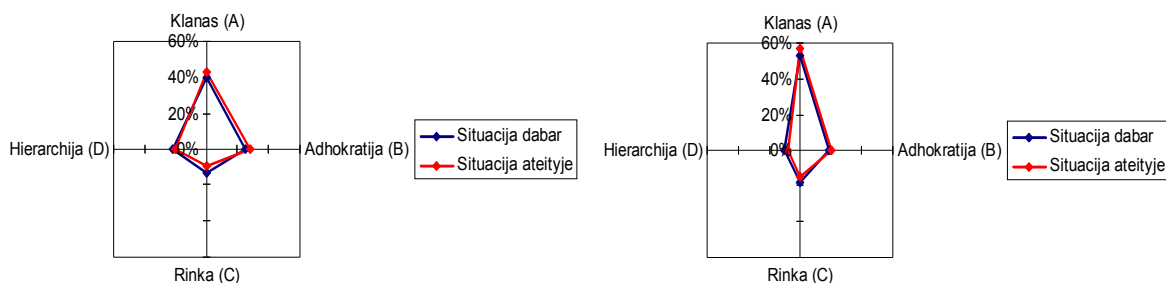 Klanas (A)
60%
40%
20%
0%
Hierarchija (D)
Adhokratija (B)
Rinka (C)
Situacija dabar
Situacija ateityje
Klanas (A)
60%
40%
20%
0%
Hierarchija (D)
Adhokratija (B)
Rinka (C)
Situacija dabar
Situacija ateityje